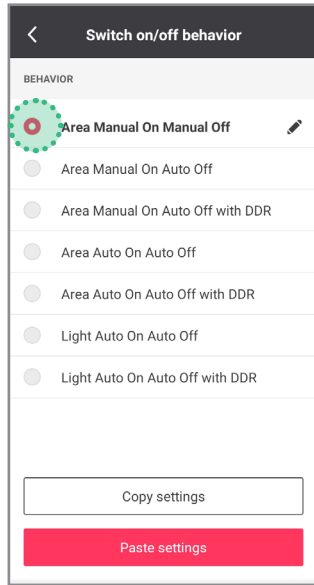 Switch on/off behavior
BEHAVIOR
Area Manual On Manual Off
Area Manual On Auto Off
Area Manual On Auto Off with DDR
Area Auto On Auto Off
Area Auto On Auto Off with DDR
Light Auto On Auto Off
Light Auto On Auto Off with DDR
Copy settings
Paste settings